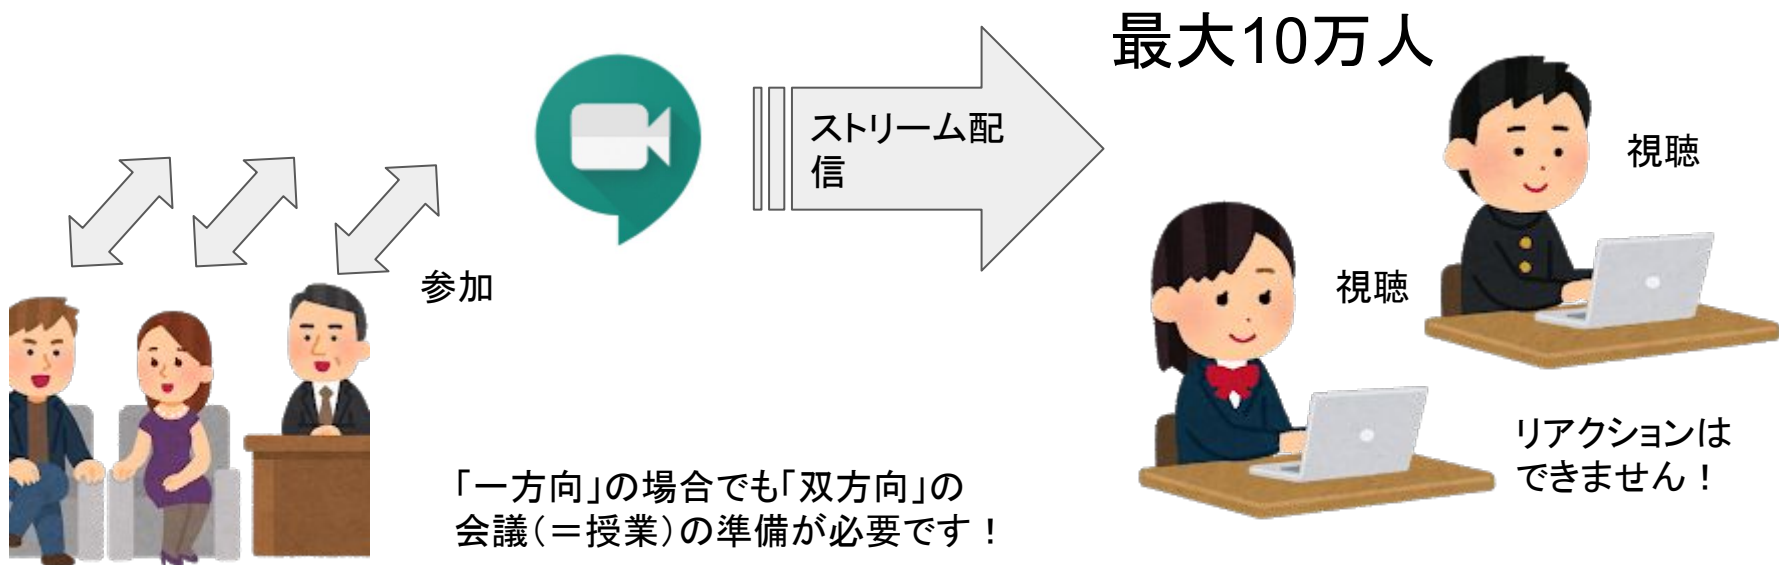 最大10万人
ストリーム配
信
視聴
参加
視聴
リアクションは
できません！
「一方向」の場合でも「双方向」の
会議(＝授業)の準備が必要です！